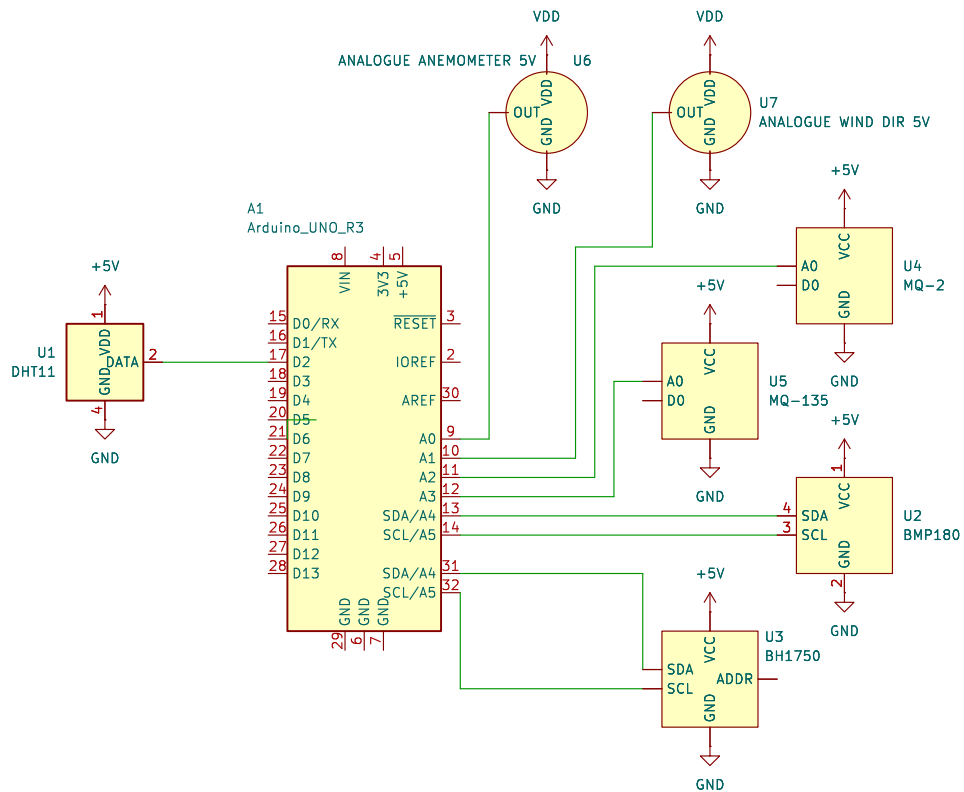 VDD
VDD
ANALOGUE ANEMOMETER 5V
U6
OUT
VDD
GND
GND
OUT
VDD
GND
U7
ANALOGUE WIND DIR 5V
GND
+5V
VCC
A0
D0
GND
U4
MQ-2
GND
A1
Arduino_UNO_R3
8
4
5
VIN
3V3
+5V
15
D0/RX
16
D1/TX
17
D2
18
D3
19
D4
20
D5
21
D6
22
D7
23
D8
24
D9
25
D10
26
D11
27
D12
28
D13
RESET
3
IOREF
2
AREF
30
A0
9
A1
10
A2
11
A3
12
SDA/A4
13
SCL/A5
14
SDA/A4
31
SCL/A5
32
GND
GND
GND
29
6
7
+5V
1
VDD
U1
DHT11
DATA
2
GND
4
GND
+5V
VCC
A0
D0
GND
U5
MQ-135
GND
+5V
1
VCC
4
SDA
3
SCL
GND
2
U2
BMP180
GND
+5V
VCC
SDA
SCL
ADDR
GND
U3
BH1750
GND